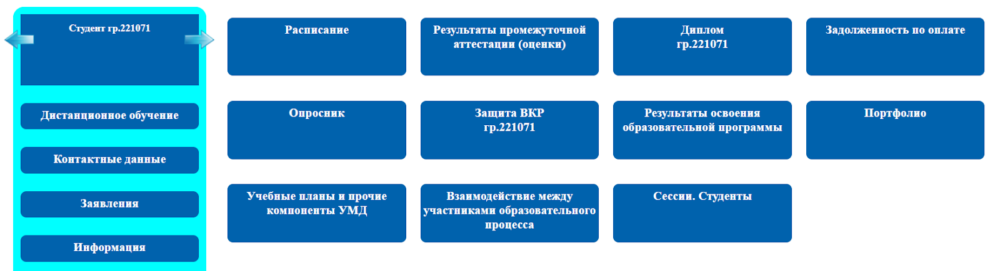 Студент гр.221071
Дистанционное обучение
Контактные данные
Заявления
Информация
Расписание
Результаты промежуточной
аттестации (оценки)
Диплом
гр.221071
Задолженность по оплате
Опросник
Защита ВКР
гр.221071
Результаты освоения
образовательной программы
Портфолио
Учебные планы и прочие
компоненты УМД
Взаимодействие между
участниками образовательного
процесса
Сессии. Студенты